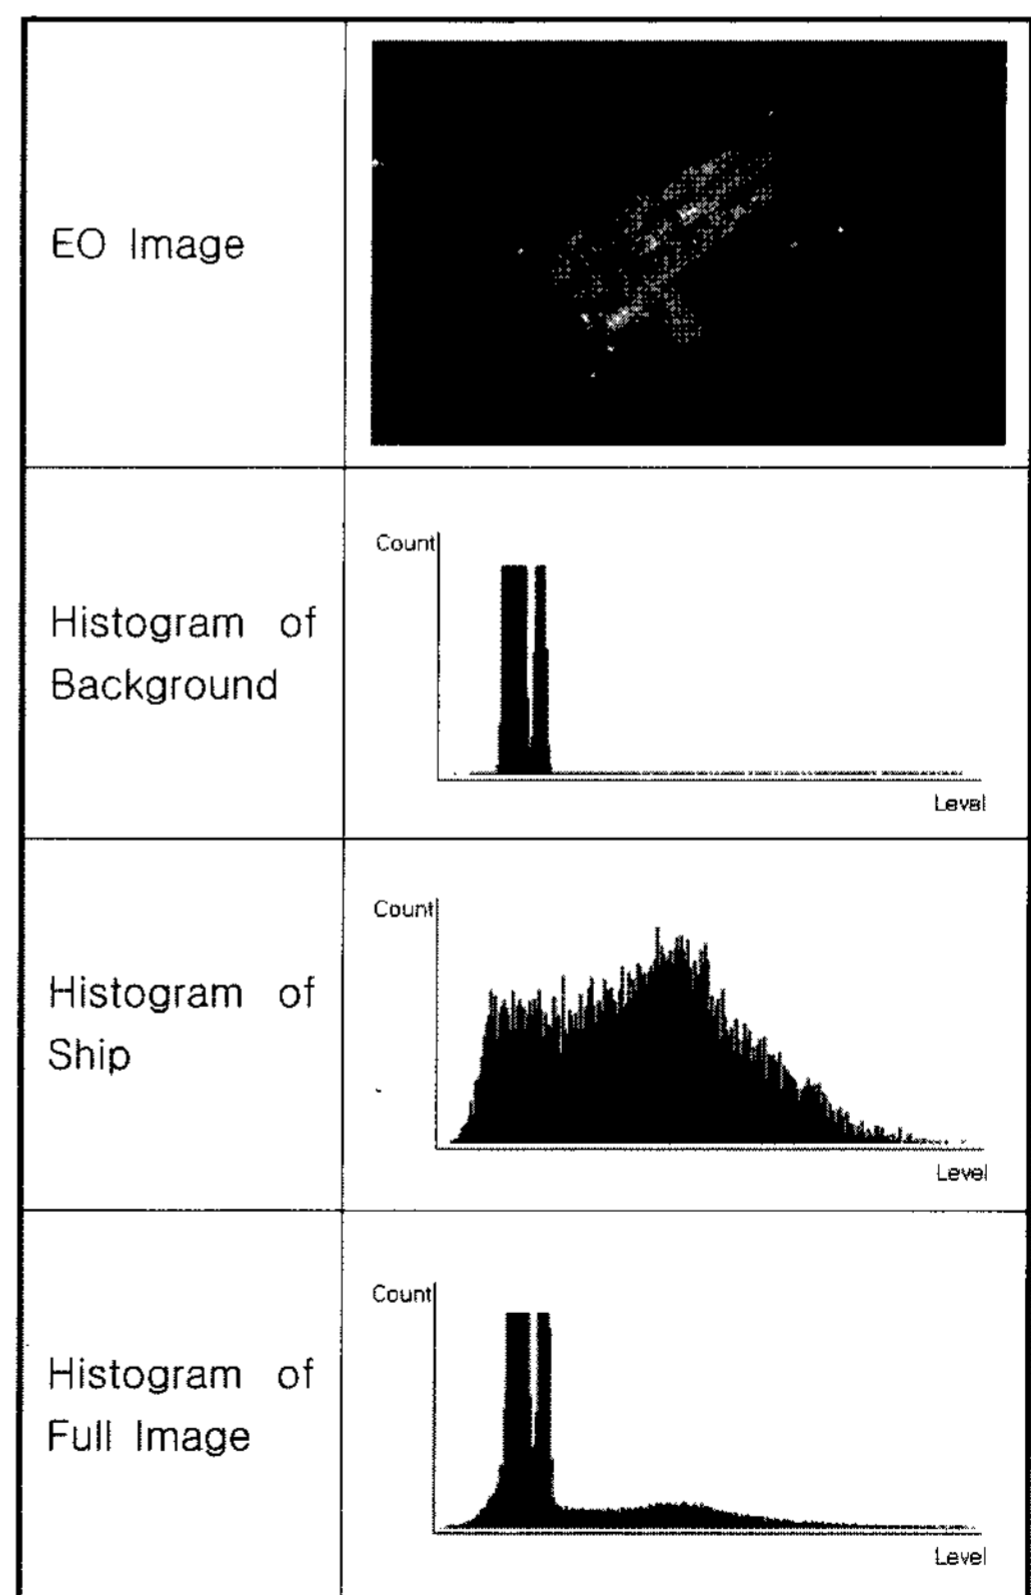 EO Image
Histogram of
Background
Count
Level
Histogram of
Ship
Count
Level
Histogram of
Full Image
Count
Level